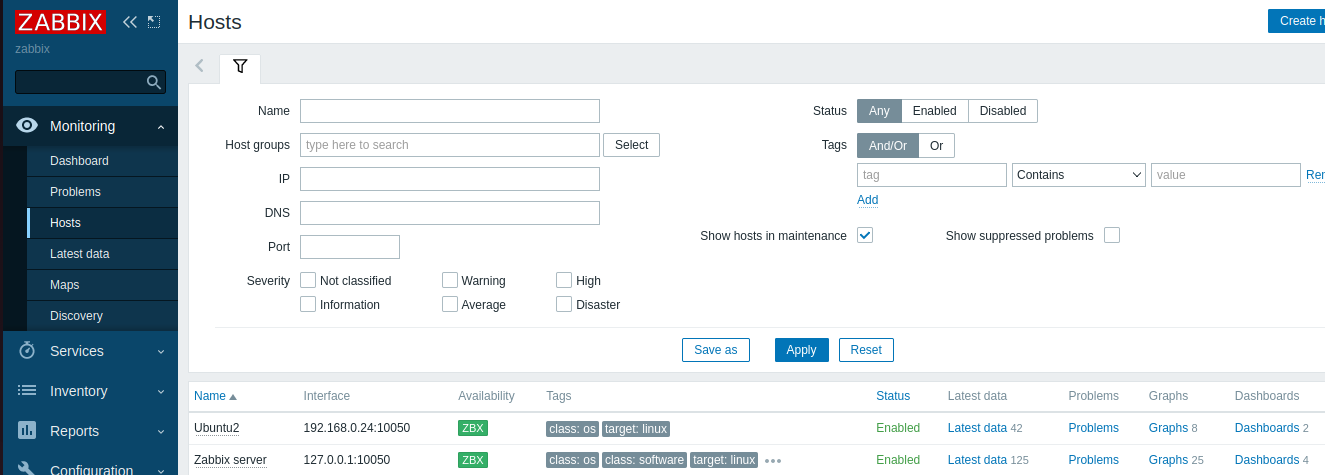 ZABBIX
zabbix
Monitoring
Dashboard
Problems
Hosts
Latest data
Maps
Discovery
Services
Inventory
Reports
Configuration
Hosts
Create h
Name
Host groups type here to search Select
IP
DNS
Port
Severity Not classified Warning High
Information Average Disaster
Status Any Enabled Disabled
Tags And/Or Or
tag Contains value Rem
Add
Show hosts in maintenance Show suppressed problems
Save as Apply Reset
Name Interface Availability Tags Status Latest data Problems Graphs Dashboards
Ubuntu2 192.168.0.24:10050 ZBX class: os target: linux Enabled Latest data 42 Problems Graphs 8 Dashboards 2
Zabbix server 127.0.0.1:10050 ZBX class: os class: software target: linux ••• Enabled Latest data 125 Problems Graphs 25 Dashboards 4